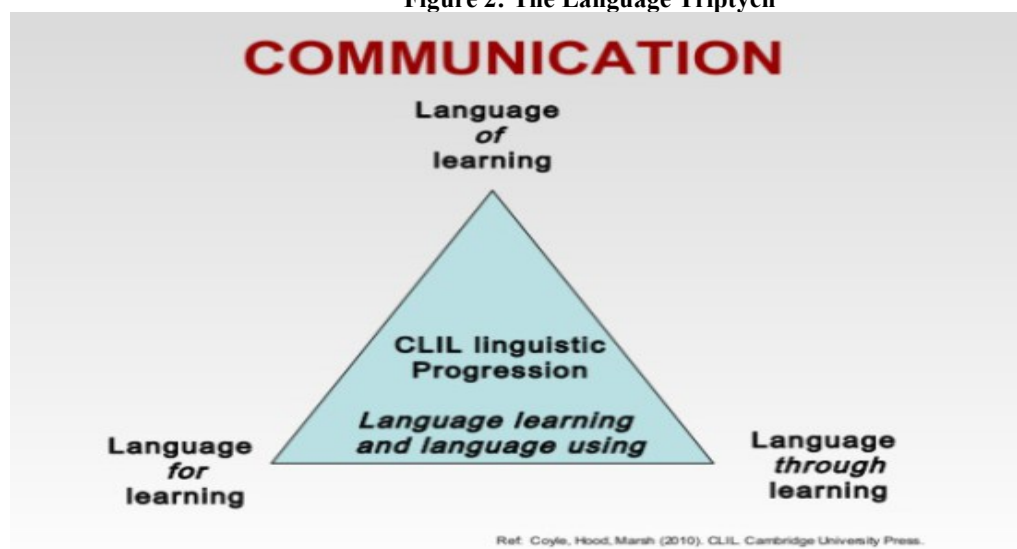 Figure 2: The Language Triptych
COMMUNICATION
Language
of
learning
CLIL linguistic
Progression
Language learning
and language using
Language
for
learning
Language
through
learning
Ref: Coyle, Hood, Marsh (2010). CLIL. Cambridge University Press.